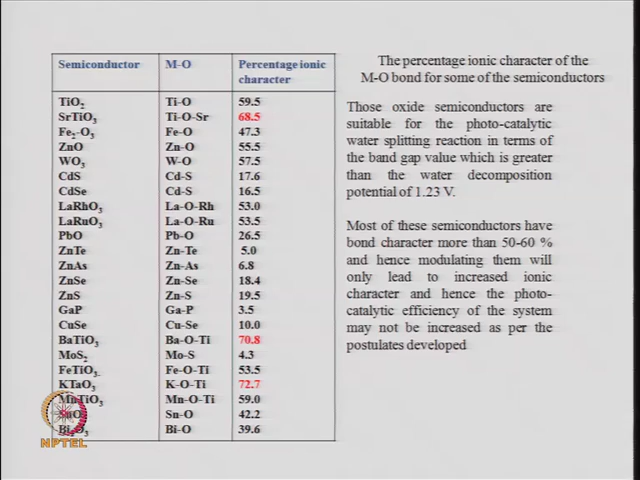 Semiconductor M-O Percentage ionic character
TiO₂ Ti-O 59.5
SrTiO₃ Ti-O-Sr 68.5
Fe₂-O₃ Fe-O 47.3
ZnO Zn-O 55.5
WO₃ W-O 57.5
CdS Cd-S 17.6
CdSe Cd-S 16.5
LaRhO₃ La-O-Rh 53.0
LaRuO₃ La-O-Ru 53.5
PbO Pb-O 26.5
ZnTe Zn-Te 5.0
ZnAs Zn-As 6.8
ZnSe Zn-Se 18.4
ZnS Zn-S 19.5
GaP Ga-P 3.5
CuSe Cu-Se 10.0
BaTiO₃ Ba-O-Ti 70.8
MoS₂ Mo-S 4.3
FeTiO₃ Fe-O-Ti 53.5
KTaO₃ K-O-Ti 72.7
MnTiO₃ Mn-O-Ti 59.0
Sn-O 42.2
Bi-O 39.6
NPTEL
The percentage ionic character of the
M-O bond for some of the semiconductors
Those oxide semiconductors are
suitable for the photo-catalytic
water splitting reaction in terms of
the band gap value which is greater
than the water decomposition
potential of 1.23 V.
Most of these semiconductors have
bond character more than 50-60 %
and hence modulating them will
only lead to increased ionic
character and hence the photo-
catalytic efficiency of the system
may not be increased as per the
postulates developed